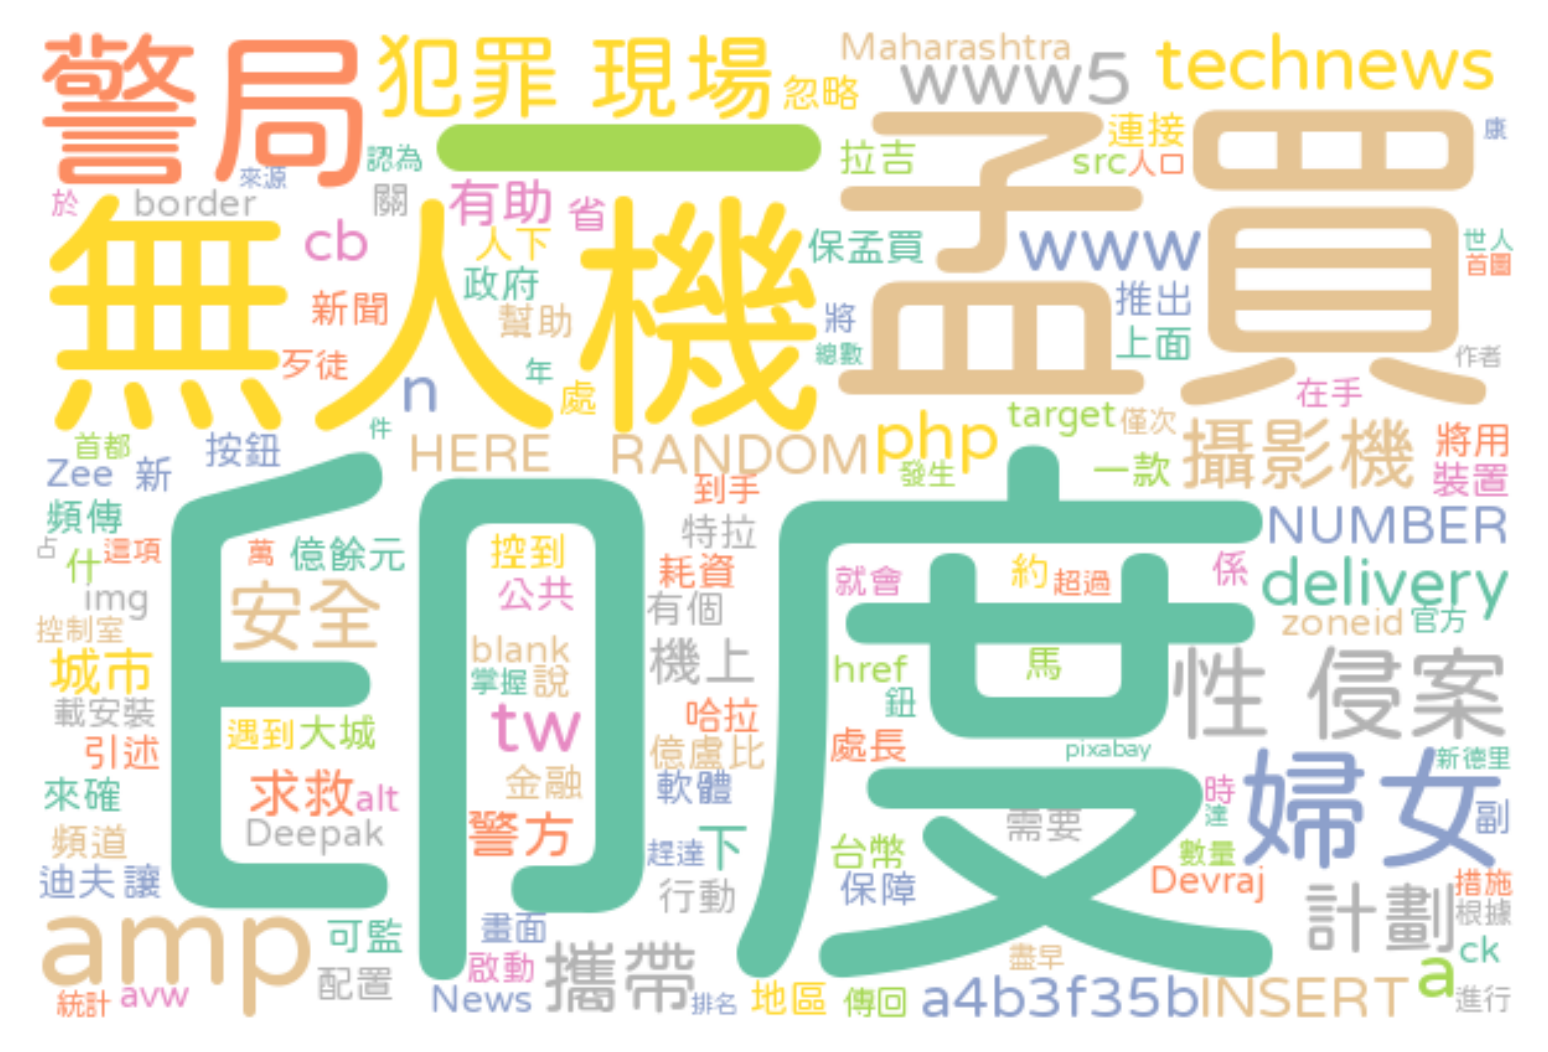 警局
犯罪 現場
Maharashtra
technews
忽略
www5
一
孟買
連接
康
認為
拉吉
src
人口
來源
於
border
關
有助
省
無人機
cb
人下
保孟買
www
世人
首圖
政府
新聞
幫助
將
推出
總數
上面
歹徒
年
作者
n
處
在手
件
target
僅次
php
首都
按鈕
HERE
RANDOM
攝影機
將用
Zee
新
發生
一款
裝置
到手
印度
頻傳
特拉
NUMBER
占
什
這項
萬
億餘元
控到
耗資
就會
約
超過
係
delivery
img
安全
公共
有個
控制室
zoneid
官方
城市
blank
機上
href
馬
性 侵案
掌握
說
鈕
載安裝
tw
哈拉
遇到
大城
引述
億盧比
處長
pixabay
新德里
婦女
金融
軟體
來確
求救
alt
時
達
副
需要
Deepak
警方
頻道
趕達
下
台幣
數量
迪夫
讓
行動
保障
Devraj
措施
計劃
根據
amp
可監
畫面
ck
盡早
啟動
攜帶
a
配置
統計
avw
News
排名
地區
傳回
a4b3f35b
INSERT
進行